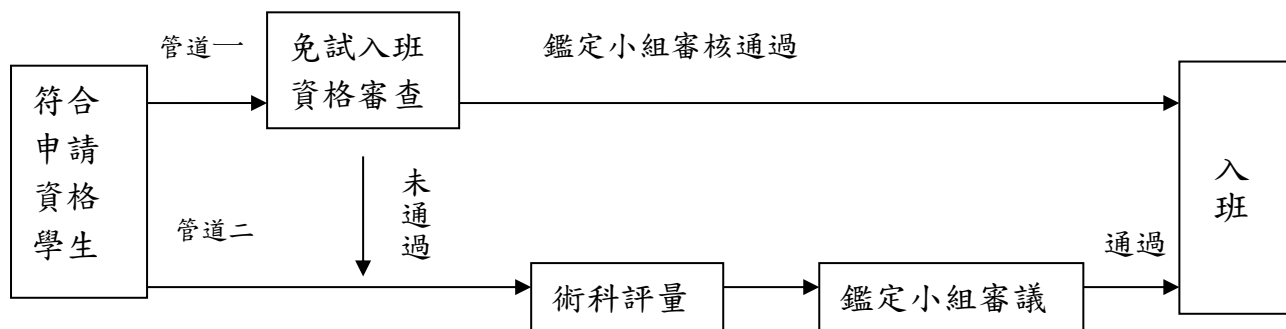 符合
申請
資格
學生
管道一
免試入班
資格審查
鑑定小組審核通過
未
通
過
管道二
術科評量
鑑定小組審議
通過
入
班